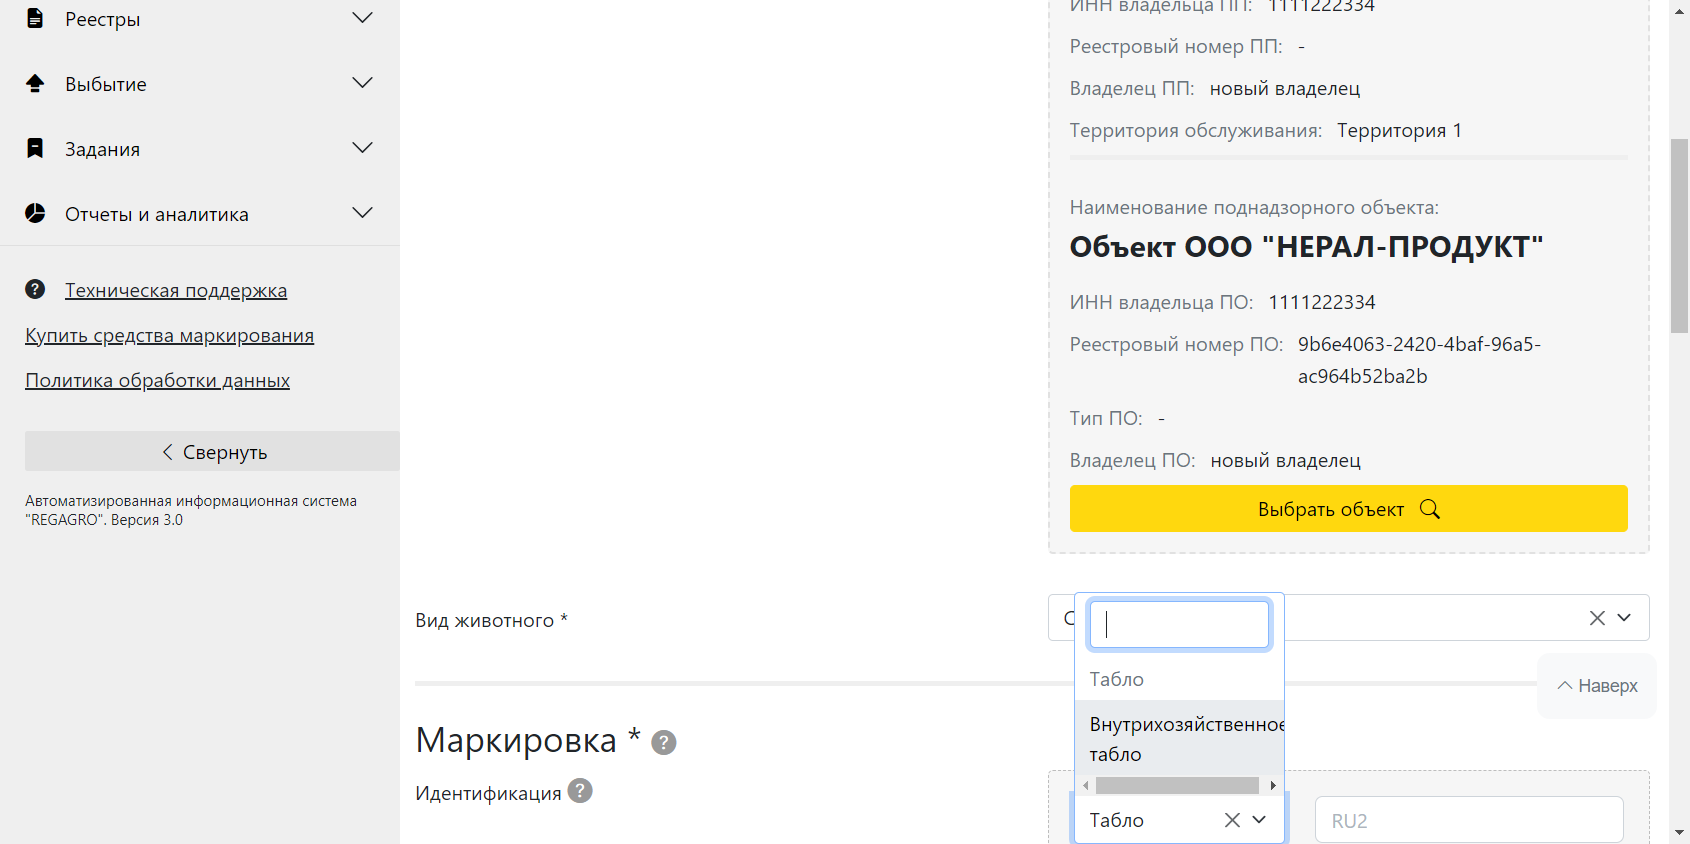 Реестры
Выбытие
Задания
Отчеты и аналитика
Техническая поддержка
Купить средства маркирования
Политика обработки данных
Свернуть
Автоматизированная информационная система
"REGAGRO". Версия 3.0
ИНН владельца ПП: 1111222334
Реестровый номер ПП: -
Владелец ПП: новый владелец
Территория обслуживания: Территория 1
Наименование поднадзорного объекта:
Объект ООО "НЕРАЛ-ПРОДУКТ"
ИНН владельца ПО: 1111222334
Реестровый номер ПО: 9b6e4063-2420-4baf-96a5-
ac964b52ba2b
Тип ПО: -
Владелец ПО: новый владелец
Выбрать объект
Вид животного *
Табло
Внутрихозяйственное
табло
Наверх
Маркировка *
Идентификация
Табло
RU2